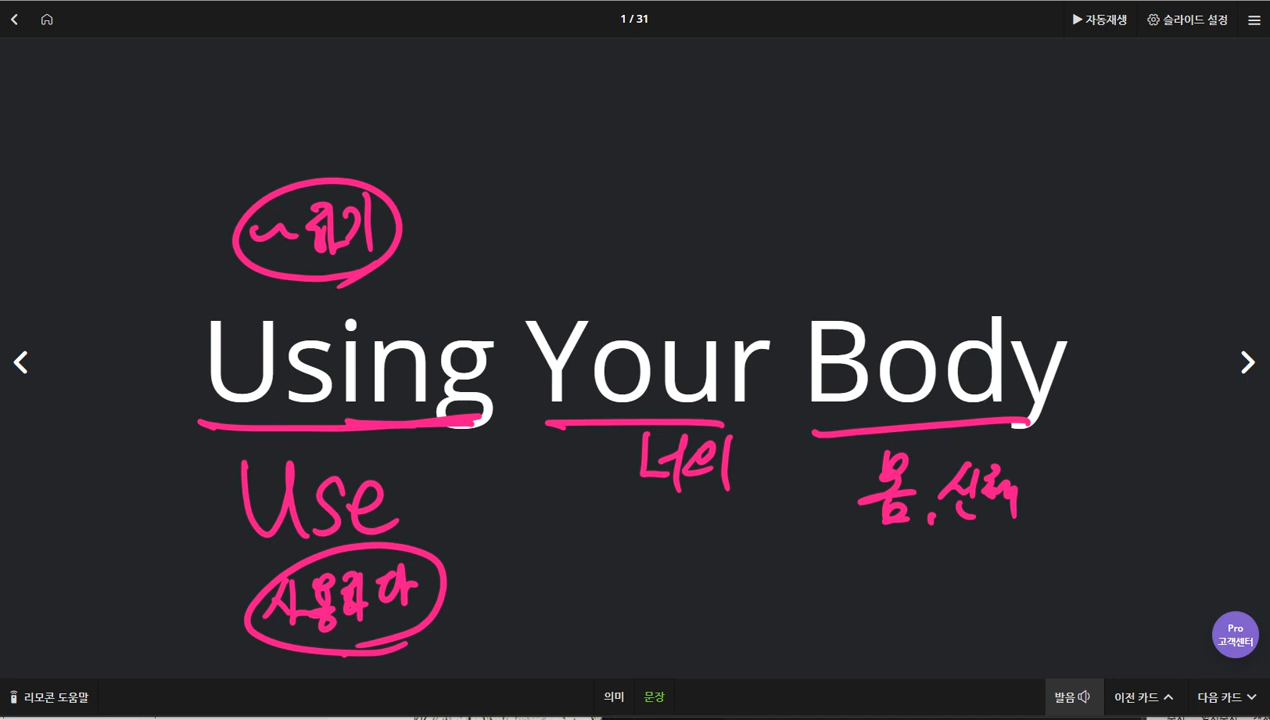 1 / 31
자동재생
슬라이드 설정
~하기
Using Your Body
너의
Use
몸, 신체
사용하다
Pro
고객센터
리모콘 도움말
의미
문장
발음
이전 카드
다음 카드